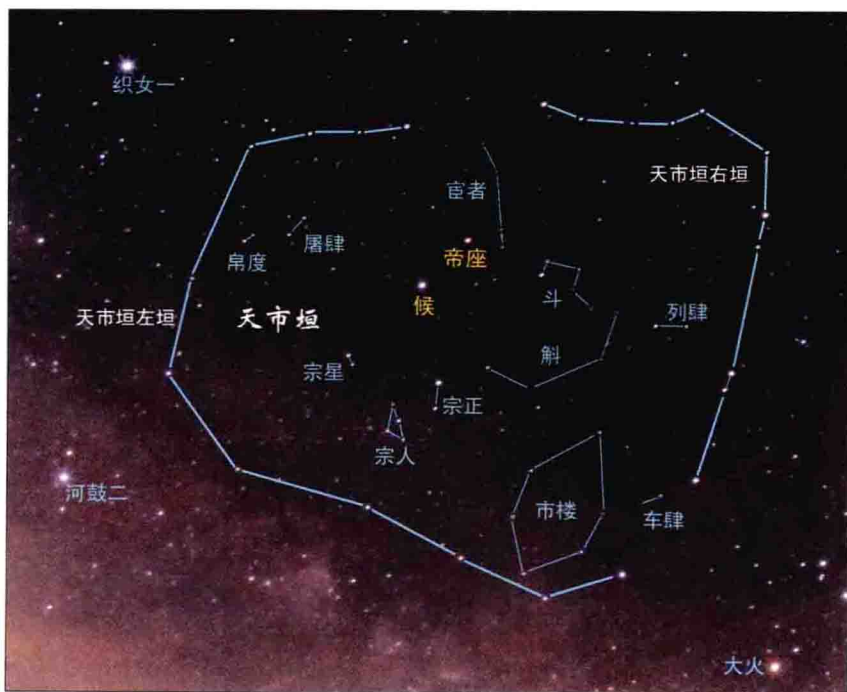 织女一
天市垣右垣
宦者
屠肆
帛度
帝座
候
斗
天市垣左垣
天市垣
列肆
斛
宗星
宗正
宗人
河鼓二
市楼
车肆
大火